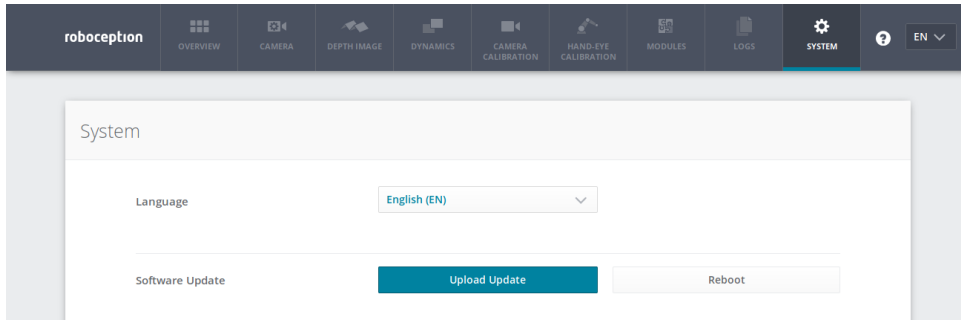 roboception
OVERVIEW
CAMERA
DEPTH IMAGE
DYNAMICS
CAMERA
CALIBRATION
HAND-EYE
CALIBRATION
MODULES
LOGS
SYSTEM
?
EN
System
Language
English (EN)
Software Update
Upload Update
Reboot